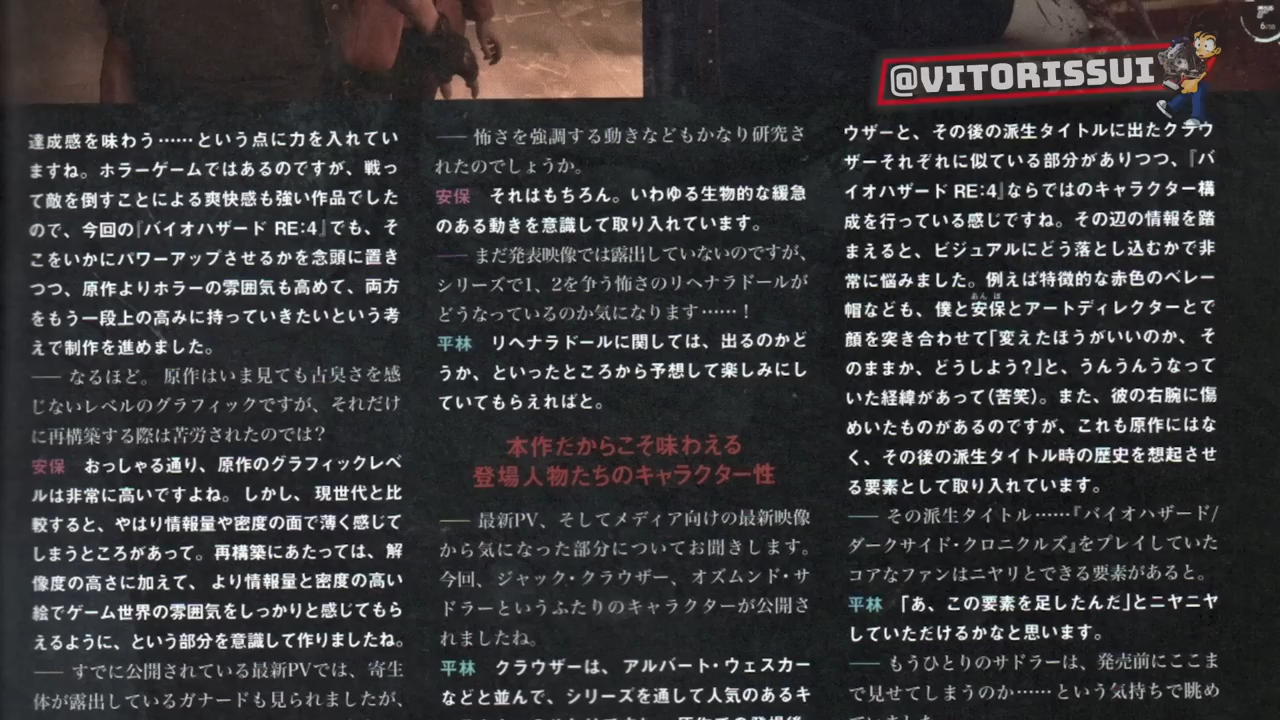 @VITORISSUI
達成感を味わう……という点に力を入れてい
ますね。ホラーゲームではあるのですが、戦っ
て敵を倒すことによる爽快感も強い作品でした
ので、今回の『バイオハザード RE:4』でも、そ
こをいかにパワーアップさせるかを念頭に置き
つつ、原作よりホラーの雰囲気も高めて、両方
をもう一段上の高みに持っていきたいという考
えで制作を進めました。
── なるほど。原作はいま見ても古臭さを感
じないレベルのグラフィックですが、それだけ
に再構築する際は苦労されたのでは?
安保 おっしゃる通り、原作のグラフィックレベ
ルは非常に高いですよね。しかし、現世代と比
較すると、やはり情報量や密度の面で薄く感じて
しまうところがあって。再構築にあたっては、解
像度の高さに加えて、より情報量と密度の高い
絵でゲーム世界の雰囲気をしっかりと感じてもら
えるように、という部分を意識して作りましたね。
── すでに公開されている最新PVでは、寄生
体が露出しているガナードも見られましたが、
── 怖さを強調する動きなどもかなり研究さ
れたのでしょうか。
安保 それはもちろん。いわゆる生物的な緩急
のある動きを意識して取り入れています。
── まだ発表映像では露出していないのですが、
シリーズで1、2を争う怖さのリヘナラドールが
どうなっているのか気になります……!
平林 リヘナラドールに関しては、出るのかど
うか、といったところから予想して楽しみにし
ていてもらえればと。
本作だからこそ味わえる
登場人物たちのキャラクター性
── 最新PV、そしてメディア向けの最新映像
から気になった部分についてお聞きします。
今回、ジャック・クラウザー、オズムンド・サ
ドラーというふたりのキャラクターが公開さ
れましたね。
平林 クラウザーは、アルバート・ウェスカー
などと並んで、シリーズを通して人気のあるキ
ウザーと、その後の派生タイトルに出たクラウ
ザーそれぞれに似ている部分がありつつ、『バ
イオハザード RE:4』ならではのキャラクター構
成を行っている感じですね。その辺の情報を踏
まえると、ビジュアルにどう落とし込むかで非
常に悩みました。例えば特徴的な赤色のベレー
あんぽ
帽なども、僕と安保とアートディレクターとで
顔を突き合わせて「変えたほうがいいのか、そ
のままか、どうしよう?」と、うんうんうなって
いた経緯があって(苦笑)。また、彼の右腕に傷
めいたものがあるのですが、これも原作にはな
く、その後の派生タイトル時の歴史を想起させ
る要素として取り入れています。
── その派生タイトル……『バイオハザード/
ダークサイド・クロニクルズ』をプレイしていた
コアなファンはニヤリとできる要素があると。
平林 「あ、この要素を足したんだ」とニヤニヤ
していただけるかなと思います。
── もうひとりのサドラーは、発売前にここま
で見せてしまうのか……という気持ちで眺め